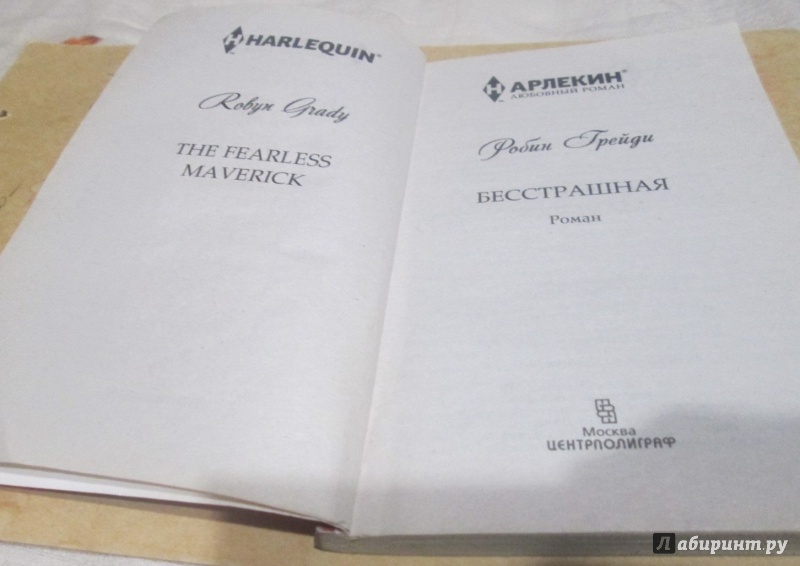 HARLEQUIN
Robyn Grady
THE FEARLESS
MAVERICK
АРЛЕКИН®
ЛЮБОВНЫЙ РОМАН
Робин Грейди
БЕССТРАШНАЯ
Роман
Москва
ЦЕНТРПОЛИГРАФ
Лабиринт.ру